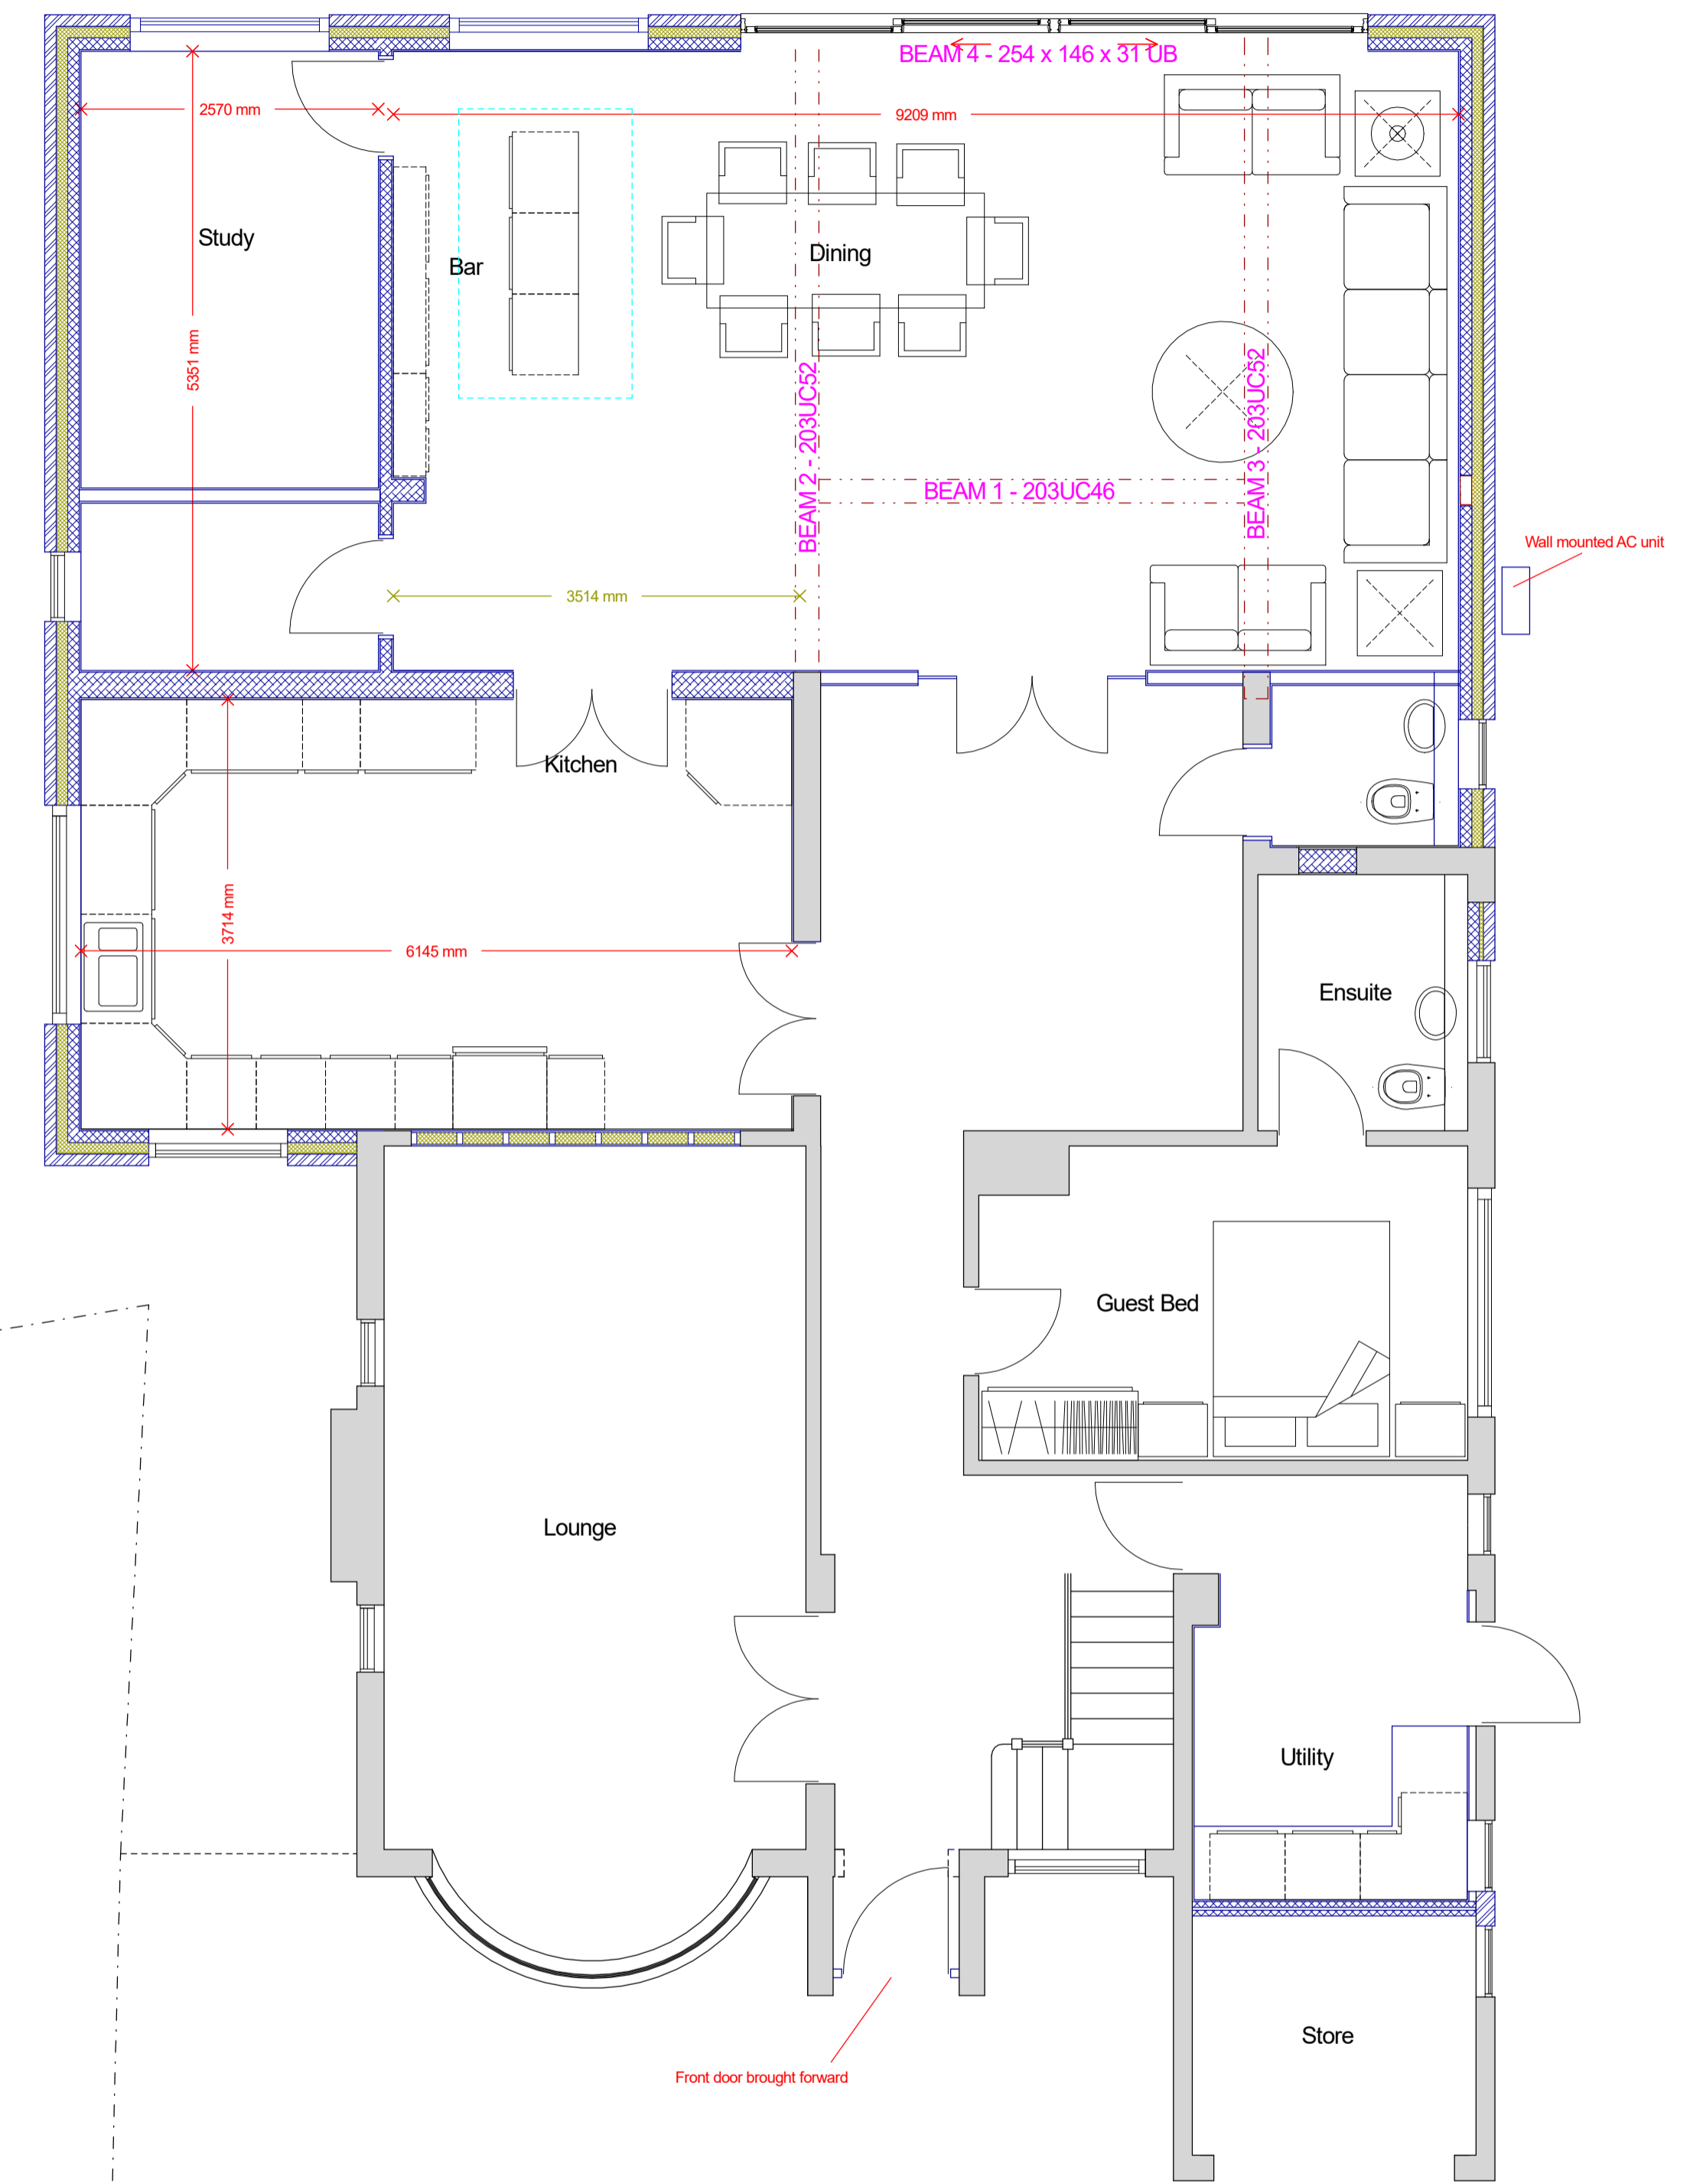 BEAM 4 - 254 x 146 x 31 UB
2570 mm
9209 mm
Study
Bar
Dining
5351 mm
BEAM 2 - 203UC52
BEAM 3 - 203UC52
BEAM 1 - 203UC46
Wall mounted AC unit
3514 mm
Kitchen
3714 mm
6145 mm
Ensuite
Guest Bed
Lounge
Utility
Store
Front door brought forward